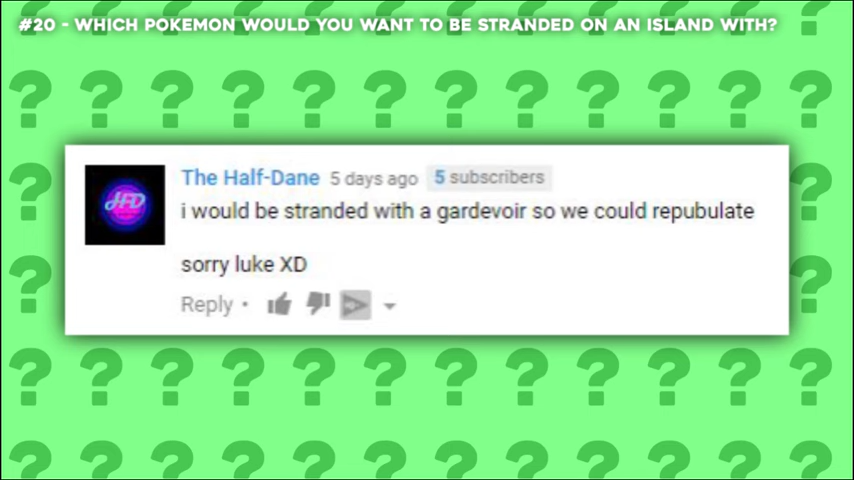 #20 - WHICH POKEMON WOULD YOU WANT TO BE STRANDED ON AN ISLAND WITH?
HFD
The Half-Dane 5 days ago 5 subscribers
i would be stranded with a gardevoir so we could repubulate
sorry luke XD
Reply •